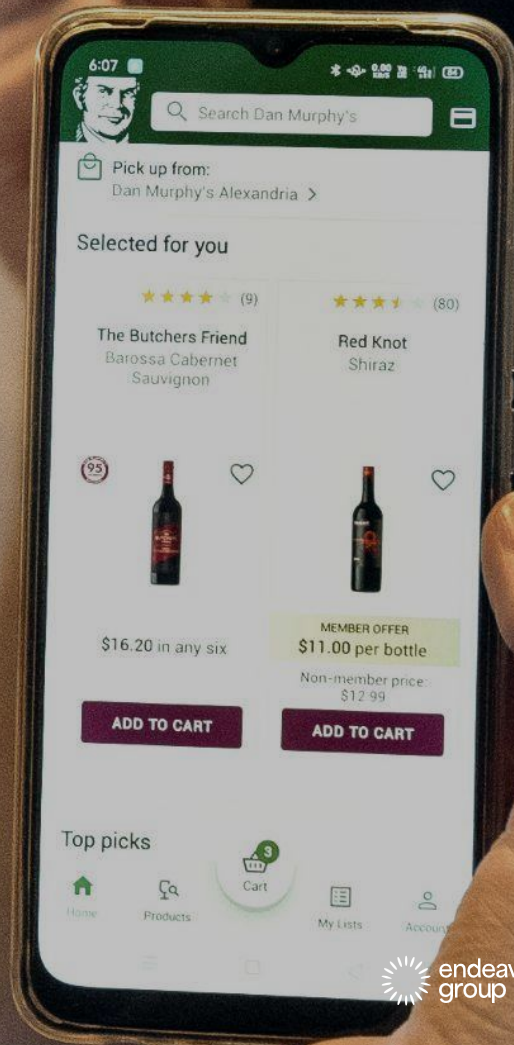 6:07
0.00
64
Search Dan Murphy's
Pick up from:
Dan Murphy's Alexandria >
Selected for you
(9)
(80)
The Butchers Friend
Red Knot
Barossa Cabernet
Shiraz
Sauvignon
95
$16.20 in any six
MEMBER OFFER
$11.00 per bottle
Non-member price:
$12.99
ADD TO CART
ADD TO CART
Top picks
3
Cart
Home
Products
My Lists
Account
endeav
group